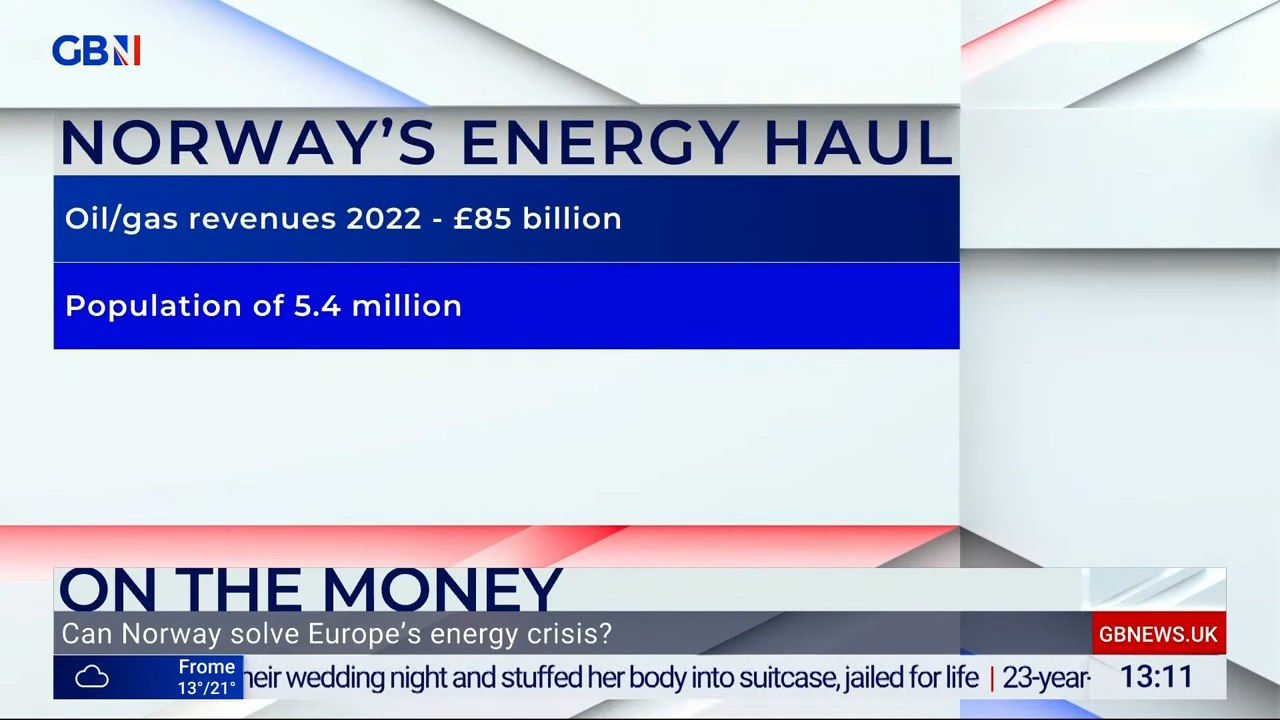 GBN
NORWAY'S ENERGY HAUL
Oil/gas revenues 2022 - £85 billion
Population of 5.4 million
ON THE MONEY
Can Norway solve Europe's energy crisis?
GBNEWS.UK
Frome
13°/21°
heir wedding night and stuffed her body into suitcase, jailed for life | 23-year-
13:11